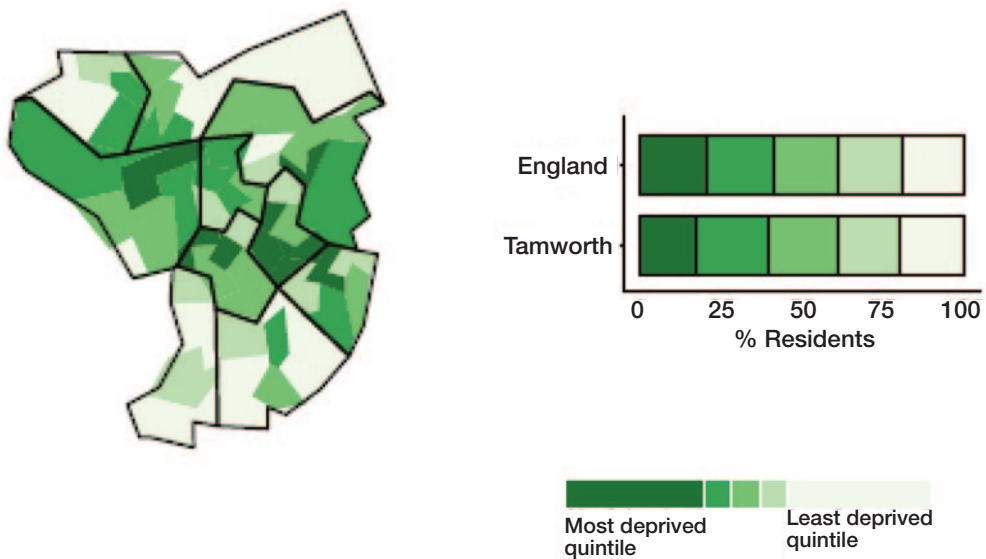 England
Tamworth
0 25 50 75 100
% Residents
Most deprived
quintile
Least deprived
quintile